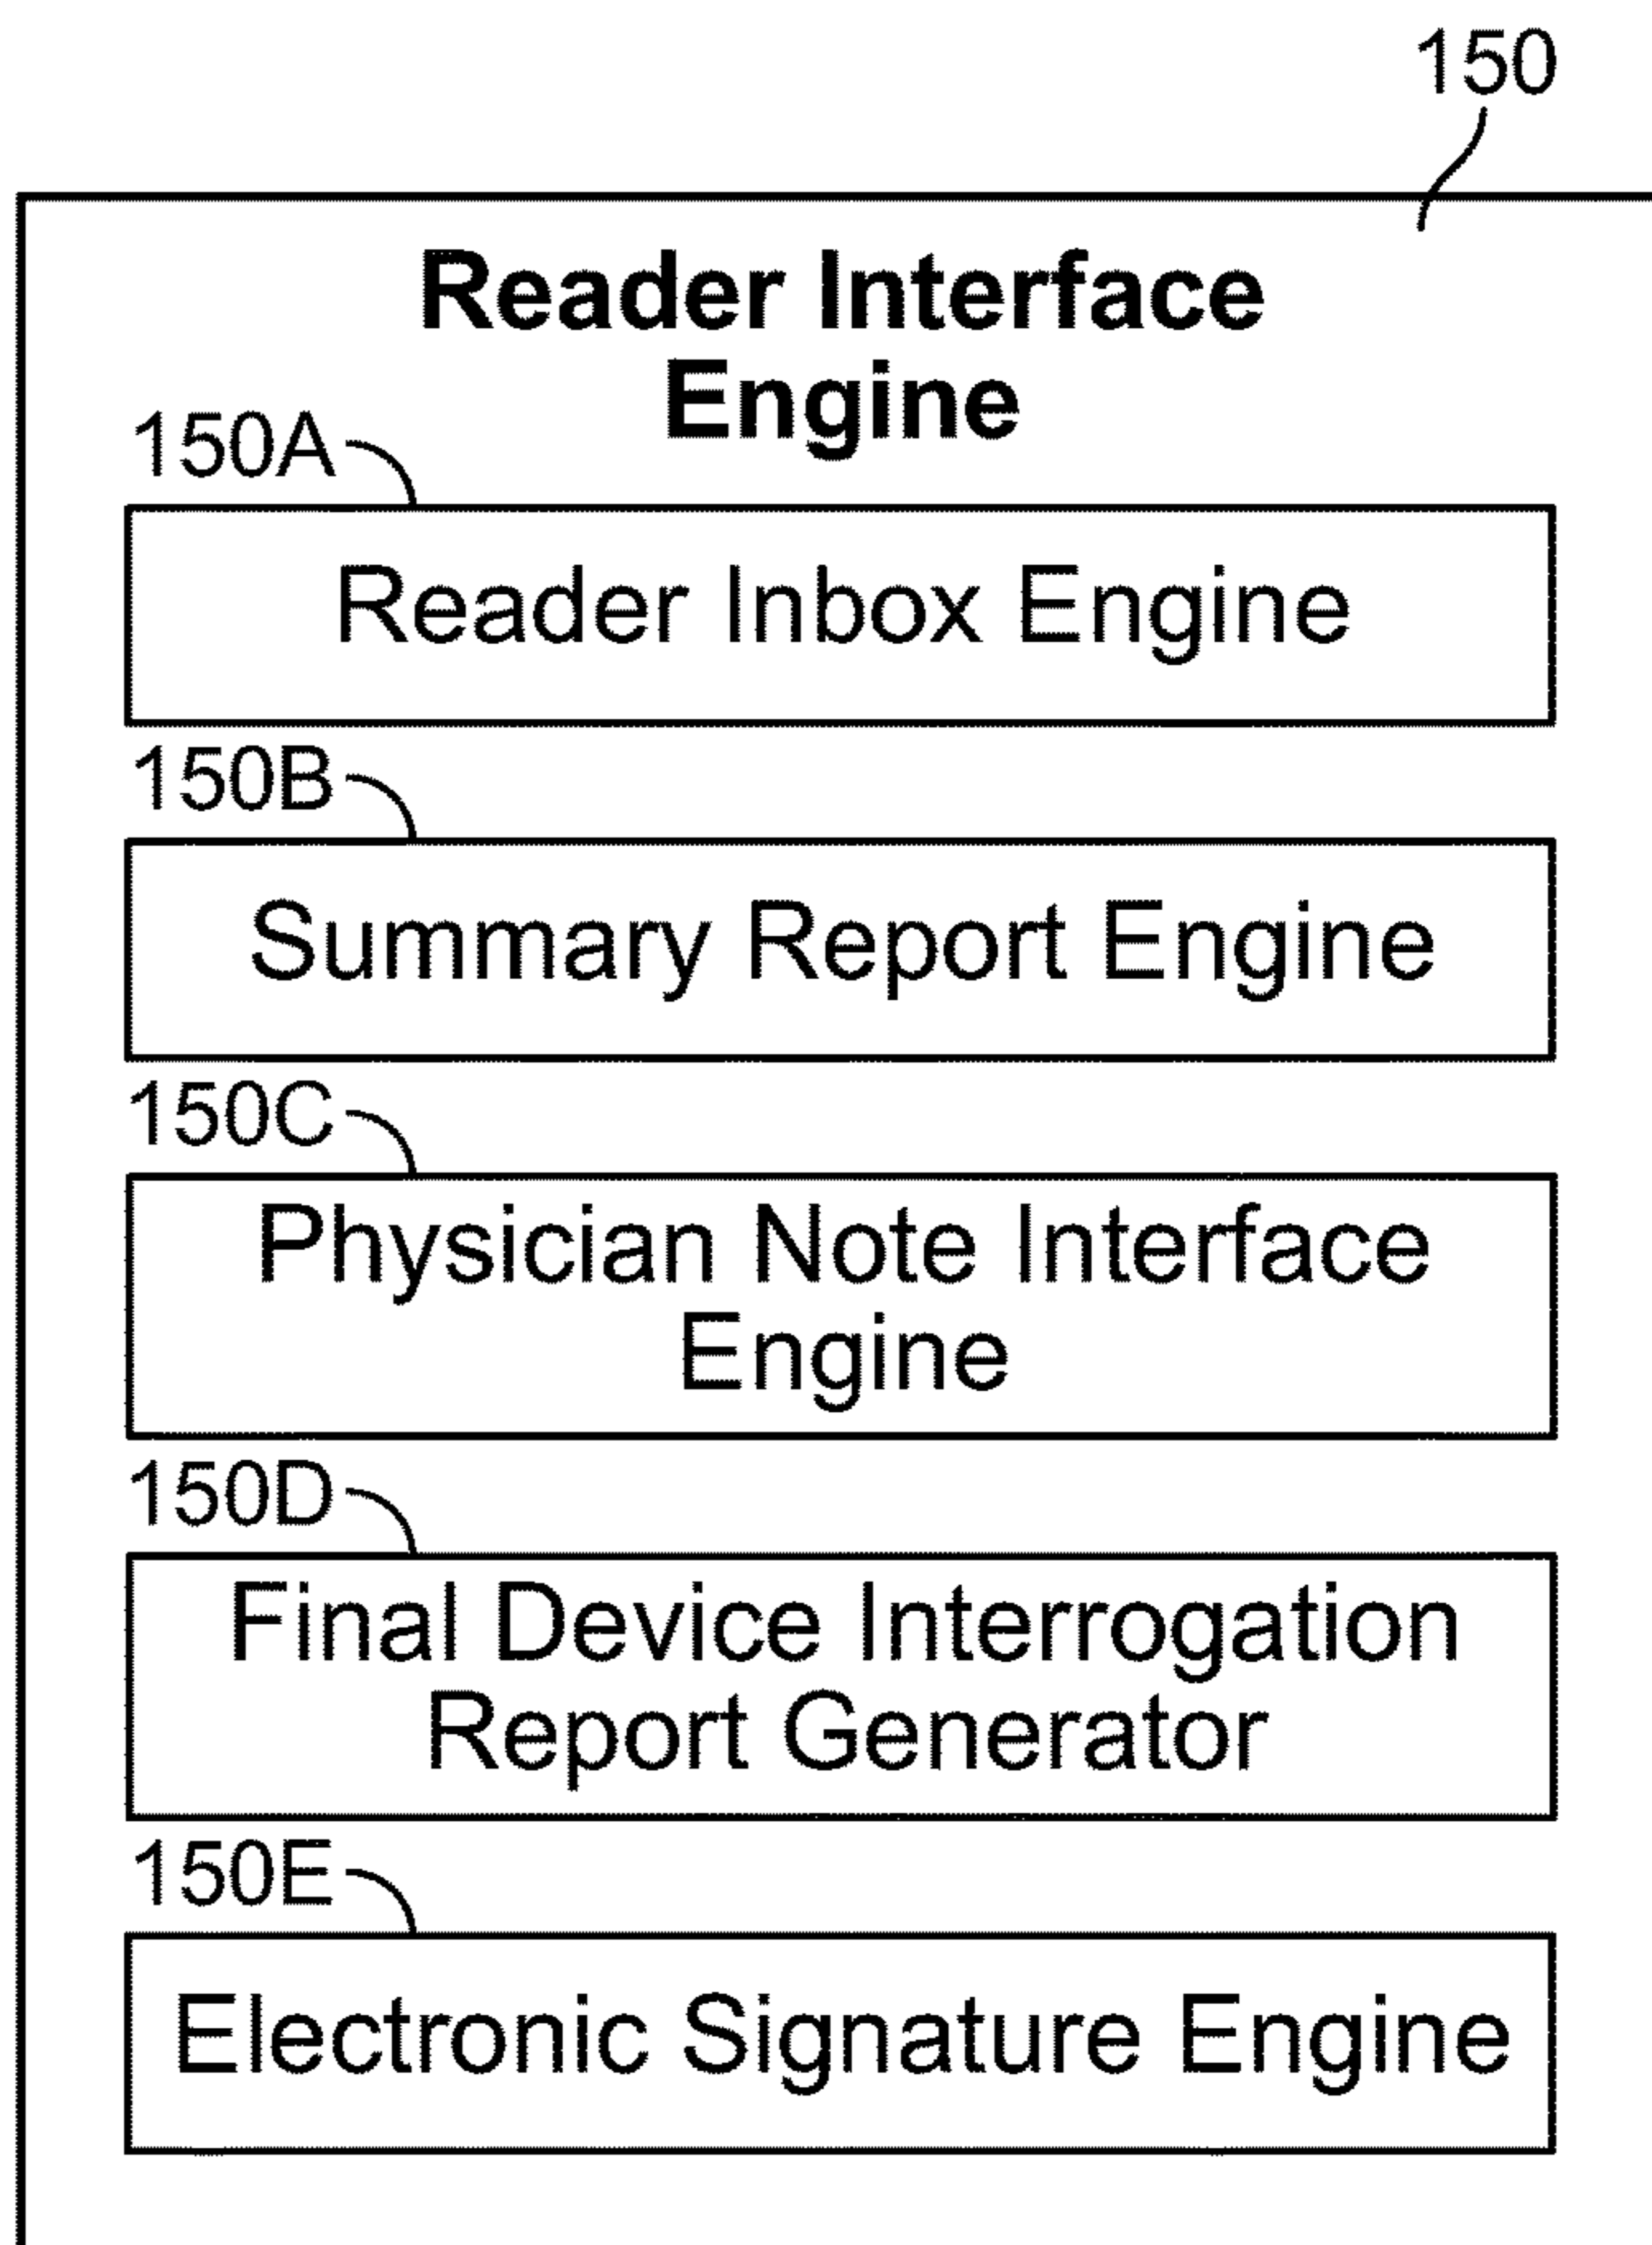 150
Reader Interface
Engine
150A
Reader Inbox Engine
150B
Summary Report Engine
150C
Physician Note Interface
Engine
150D
Final Device Interrogation
Report Generator
150E
Electronic Signature Engine